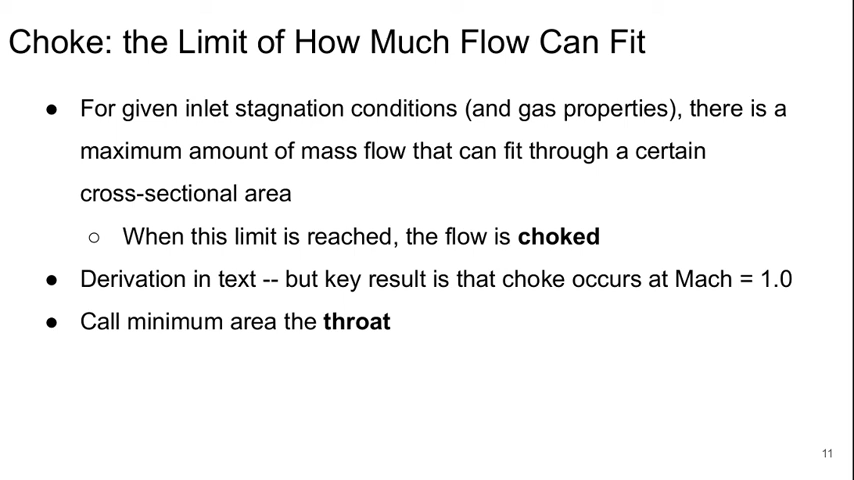 Choke: the Limit of How Much Flow Can Fit
● For given inlet stagnation conditions (and gas properties), there is a
maximum amount of mass flow that can fit through a certain
cross-sectional area
○ When this limit is reached, the flow is choked
● Derivation in text -- but key result is that choke occurs at Mach = 1.0
● Call minimum area the throat
11